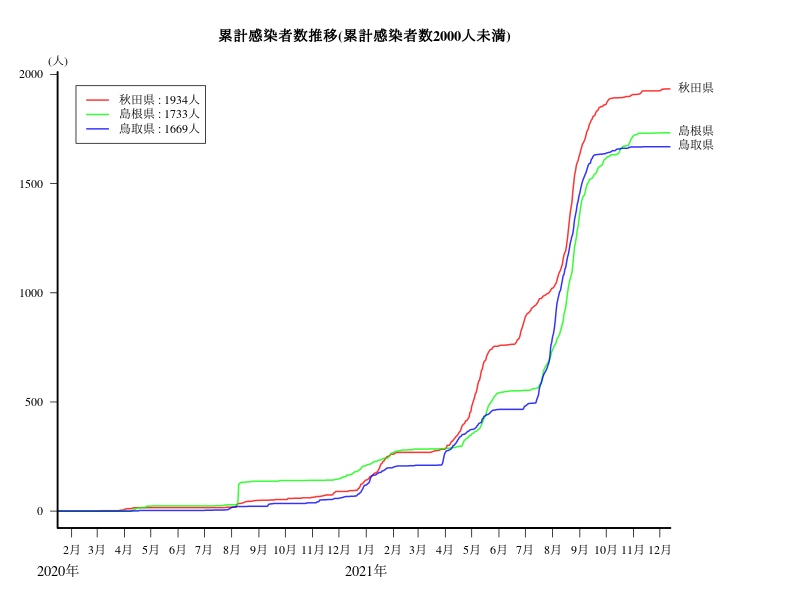 累計感染者数推移(累計感染者数2000人未満)
(人)
2000
1500
1000
500
0
秋田県 : 1934人
島根県 : 1733人
鳥取県 : 1669人
秋田県
島根県
鳥取県
2月 3月 4月 5月 6月 7月 8月 9月 10月 11月 12月 1月 2月 3月 4月 5月 6月 7月 8月 9月 10月 11月 12月
2020年 2021年